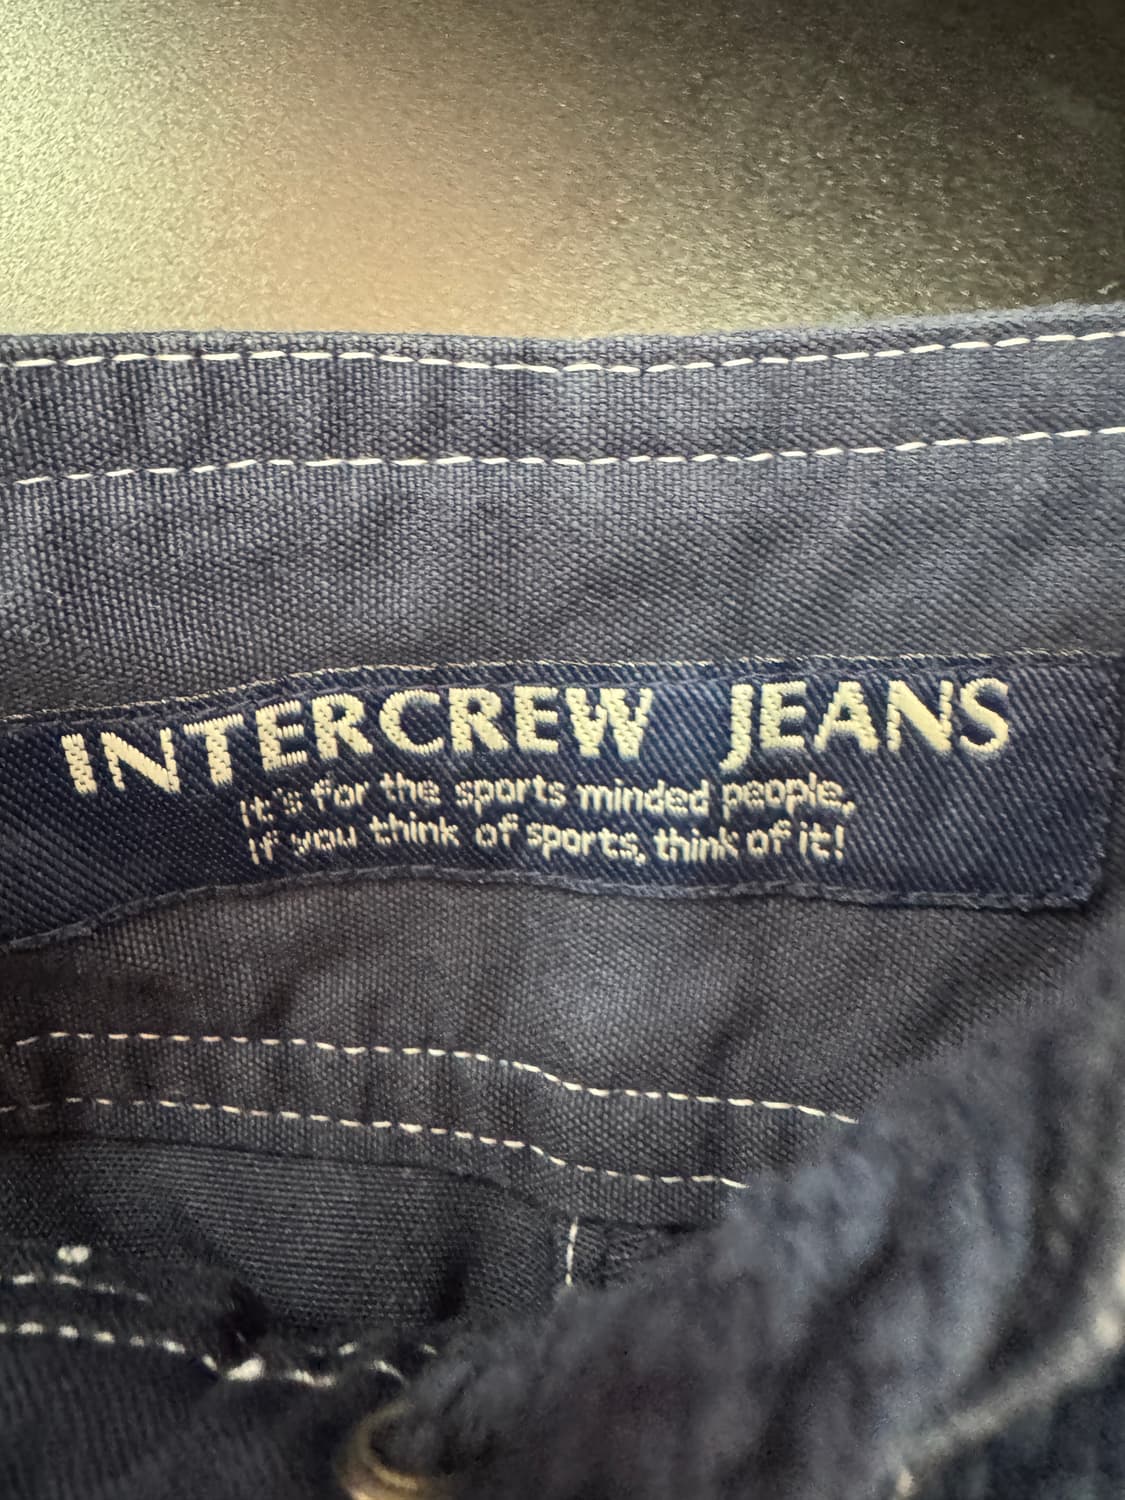 INTERCREW JEANS
It's for the sports minded people,
If you think of sports, think of it!